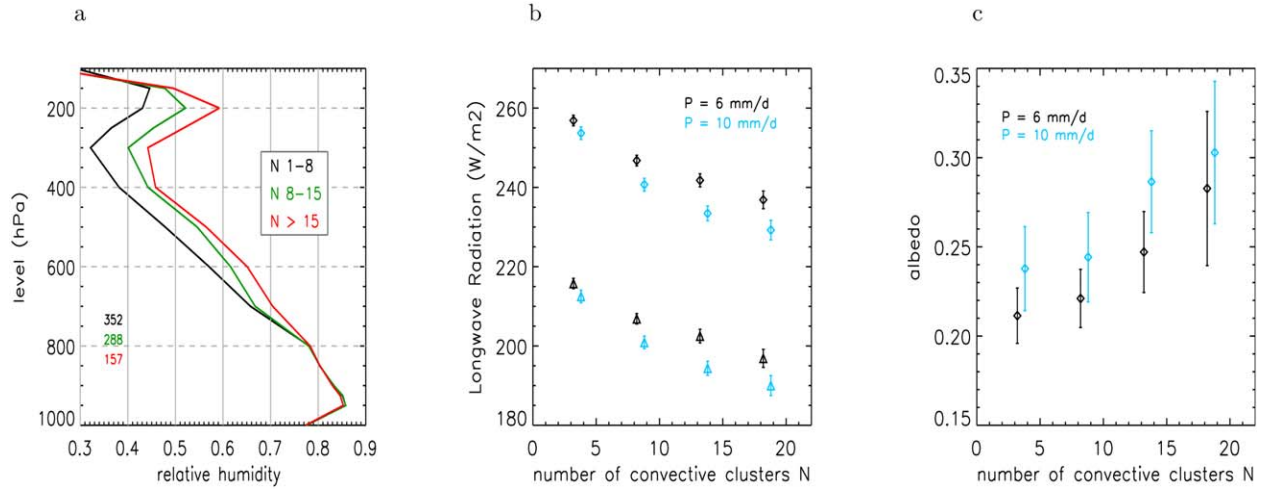 a
level (hPa)
200
400
600
800
1000
N 1-8
N 8-15
N > 15
352
288
157
0.3 0.4 0.5 0.6 0.7 0.8 0.9
relative humidity
b
Longwave Radiation (W/m2)
260
240
220
200
180
P = 6 mm/d
P = 10 mm/d
0 5 10 15 20
number of convective clusters N
c
albedo
0.35
0.30
0.25
0.20
0.15
P = 6 mm/d
P = 10 mm/d
0 5 10 15 20
number of convective clusters N